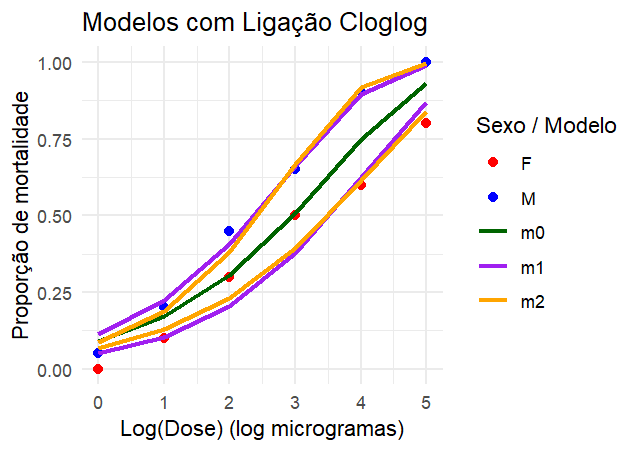 Modelos com Ligação Cloglog
Proporção de mortalidade
1.00
0.75
0.50
0.25
0.00
0 1 2 3 4 5
Log(Dose) (log microgramas)
Sexo / Modelo
F
M
m0
m1
m2